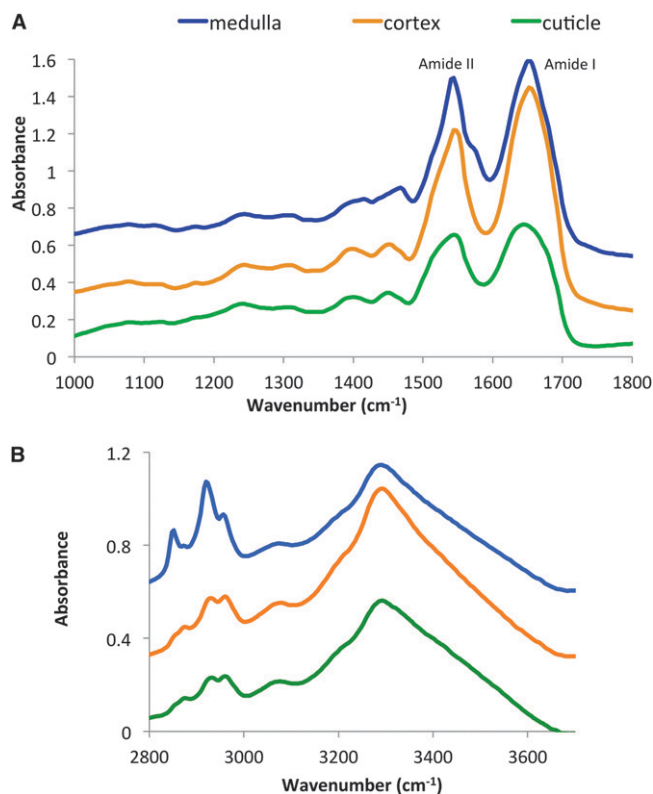 A
medulla cortex cuticle
Amide II Amide I
1.6
1.4
1.2
1
0.8
0.6
0.4
0.2
0
Absorbance
1000 1100 1200 1300 1400 1500 1600 1700 1800
Wavenumber (cm-1)
B
1.2
0.8
0.4
0
Absorbance
2800 3000 3200 3400 3600
Wavenumber (cm-1)